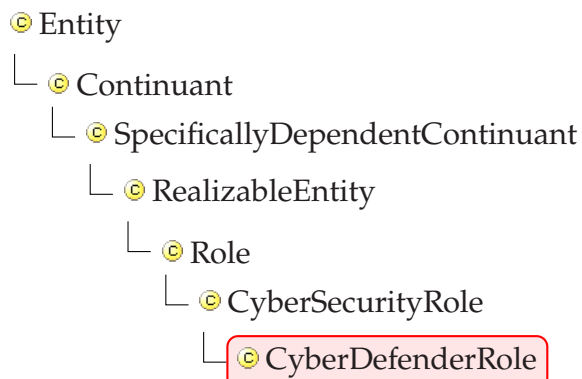 © Entity
© Continuant
© SpecificallyDependentContinuant
© RealizableEntity
© Role
© CyberSecurityRole
© CyberDefenderRole